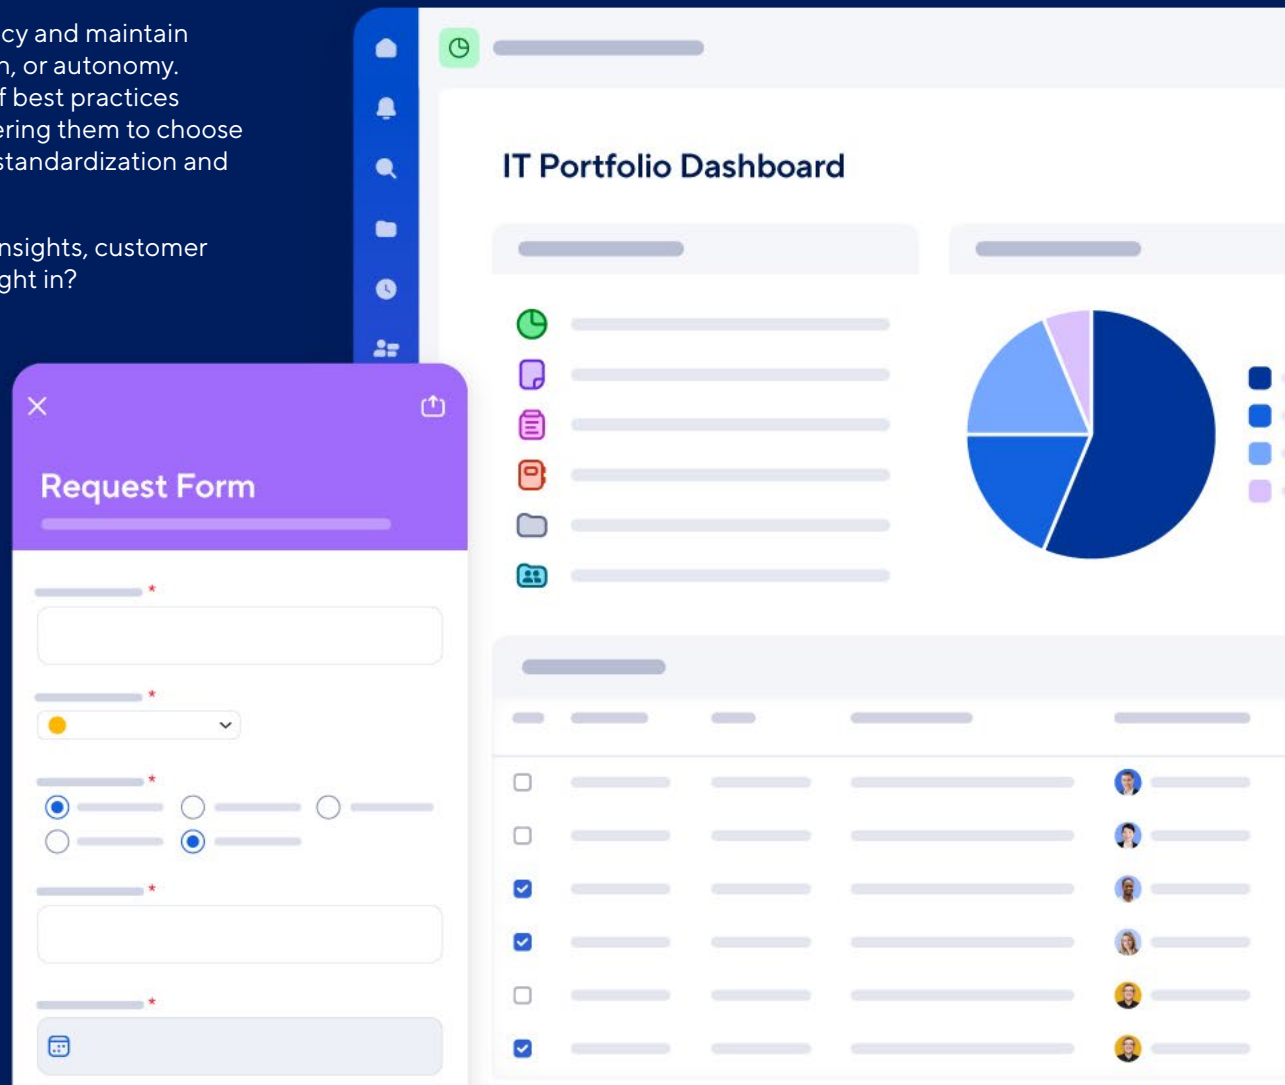 cy and maintain
n, or autonomy.
f best practices
ering them to choose
standardization and
nsights, customer
ght in?
IT Portfolio Dashboard
Request Form
*
*
*
*
*